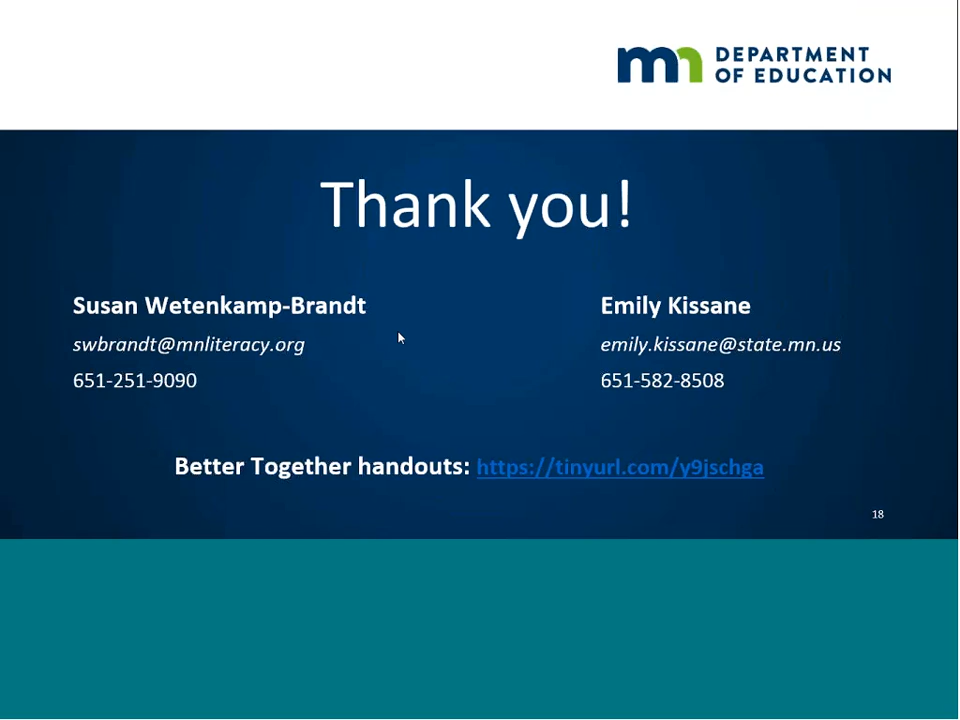 mn DEPARTMENT
OF EDUCATION
Thank you!
Susan Wetenkamp-Brandt
swbrandt@mnliteracy.org
651-251-9090
Emily Kissane
emily.kissane@state.mn.us
651-582-8508
Better Together handouts: https://tinyurl.com/y9jschga
18